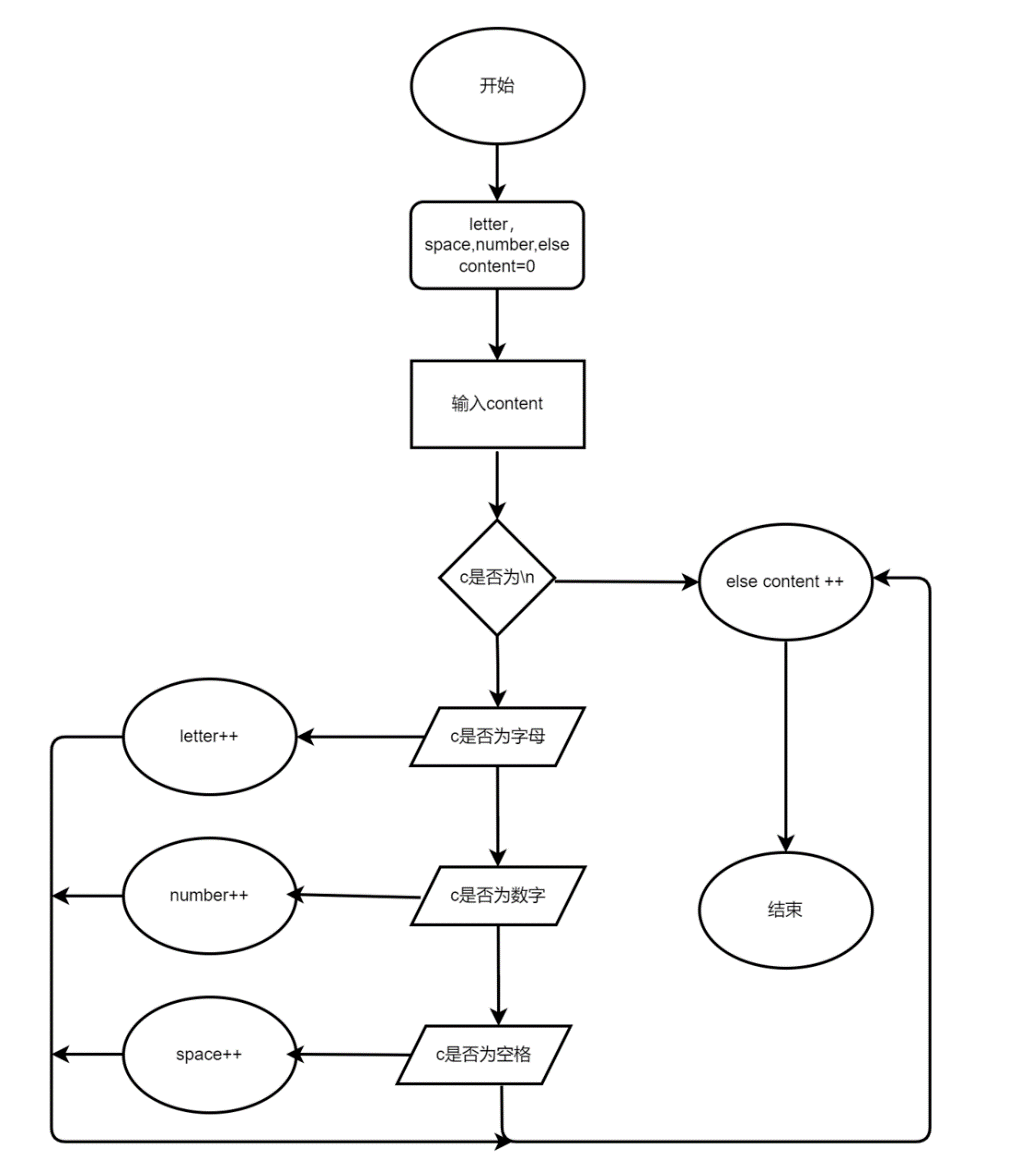 开始
letter，
space,number,else
content=0
输入content
c是否为\n
else content ++
c是否为字母
letter++
c是否为数字
number++
结束
c是否为空格
space++